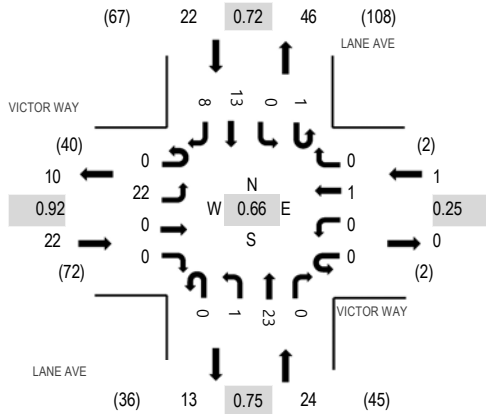 (67) 22 0.72 46 (108)
LANE AVE
VICTOR WAY
8 13 0 1
(40) 0 0 (2)
10 22 N 1 1
0.92 W 0.66 E 0.25
22 0 S 0 0
(72) 0 0 (2)
0 1 23 0
VICTOR WAY
LANE AVE
(36) 13 0.75 24 (45)